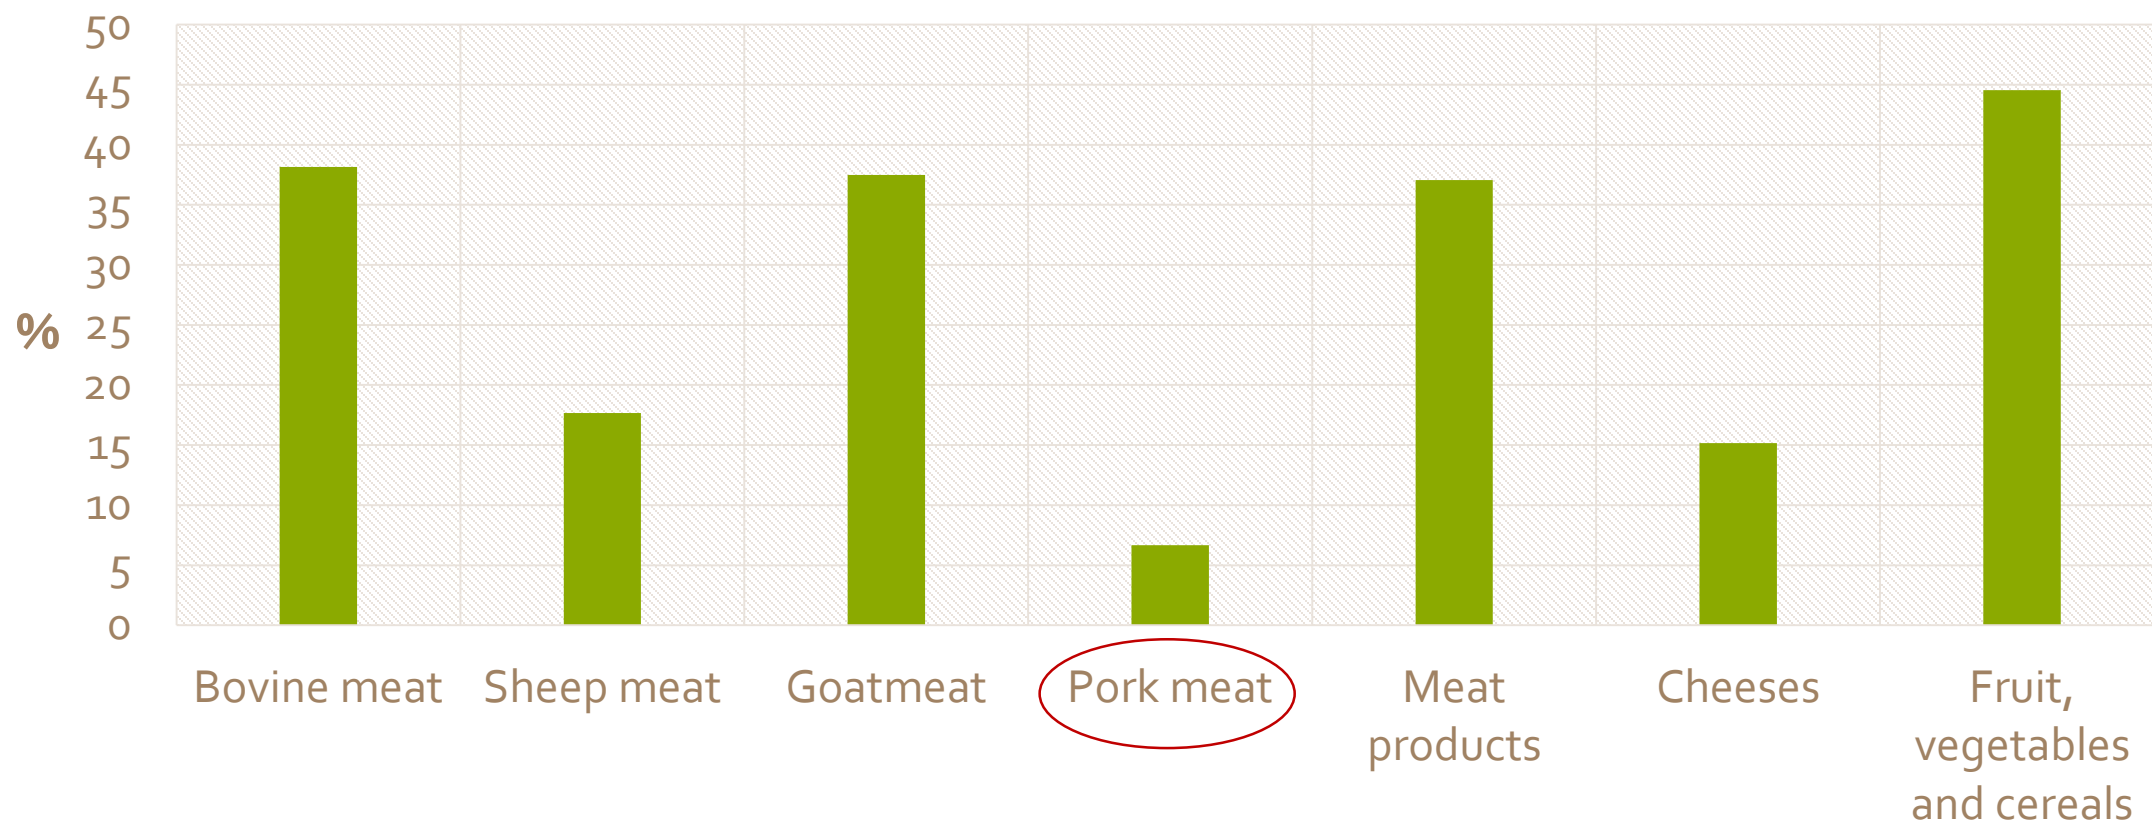 50
45
40
35
30
25
20
15
10
5
0
%
Bovine meat
Sheep meat
Goatmeat
Pork meat
Meat
products
Cheeses
Fruit,
vegetables
and cereals